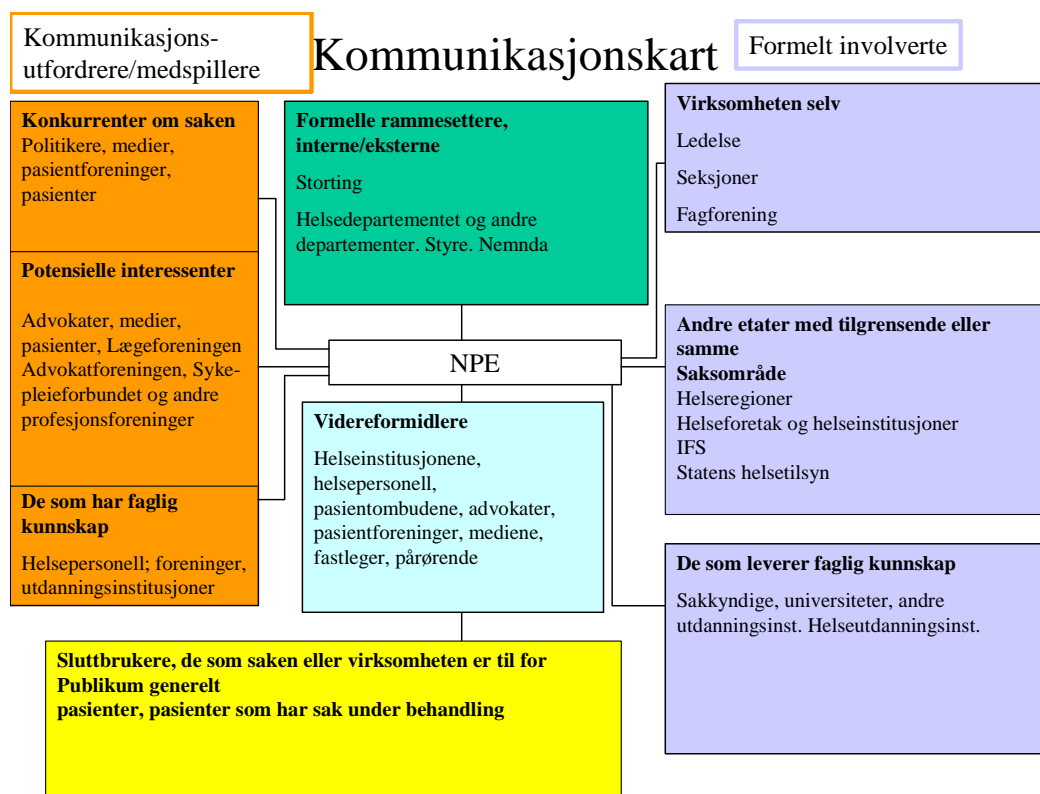 Kommunikasjons-
utfordrere/medspillere
Kommunikasjonskart
Formelt involverte
Konkurrenter om saken
Politikere, medier,
pasientforeninger,
pasienter
Potensielle interessenter
Advokater, medier,
pasienter, Lægeforeningen
Advokatforeningen, Syke-
pleieforbundet og andre
profesjonsforeninger
De som har faglig
kunnskap
Helsepersonell; foreninger,
utdanningsinstitusjoner
Formelle rammesettere,
interne/eksterne
Storting
Helsedepartementet og andre
departementer. Styre. Nemnda
NPE
Videreformidlere
Helseinstitusjonene,
helsepersonell,
pasientombudene, advokater,
pasientforeninger, mediene,
fastleger, pårørende
Sluttbrukere, de som saken eller virksomheten er til for
Publikum generelt
pasienter, pasienter som har sak under behandling
Virksomheten selv
Ledelse
Seksjoner
Fagforening
Andre etater med tilgrensende eller
samme
Saksområde
Helseregioner
Helseforetak og helseinstitusjoner
IFS
Statens helsetilsyn
De som leverer faglig kunnskap
Sakkyndige, universiteter, andre
utdanningsinst. Helseutdanningsinst.